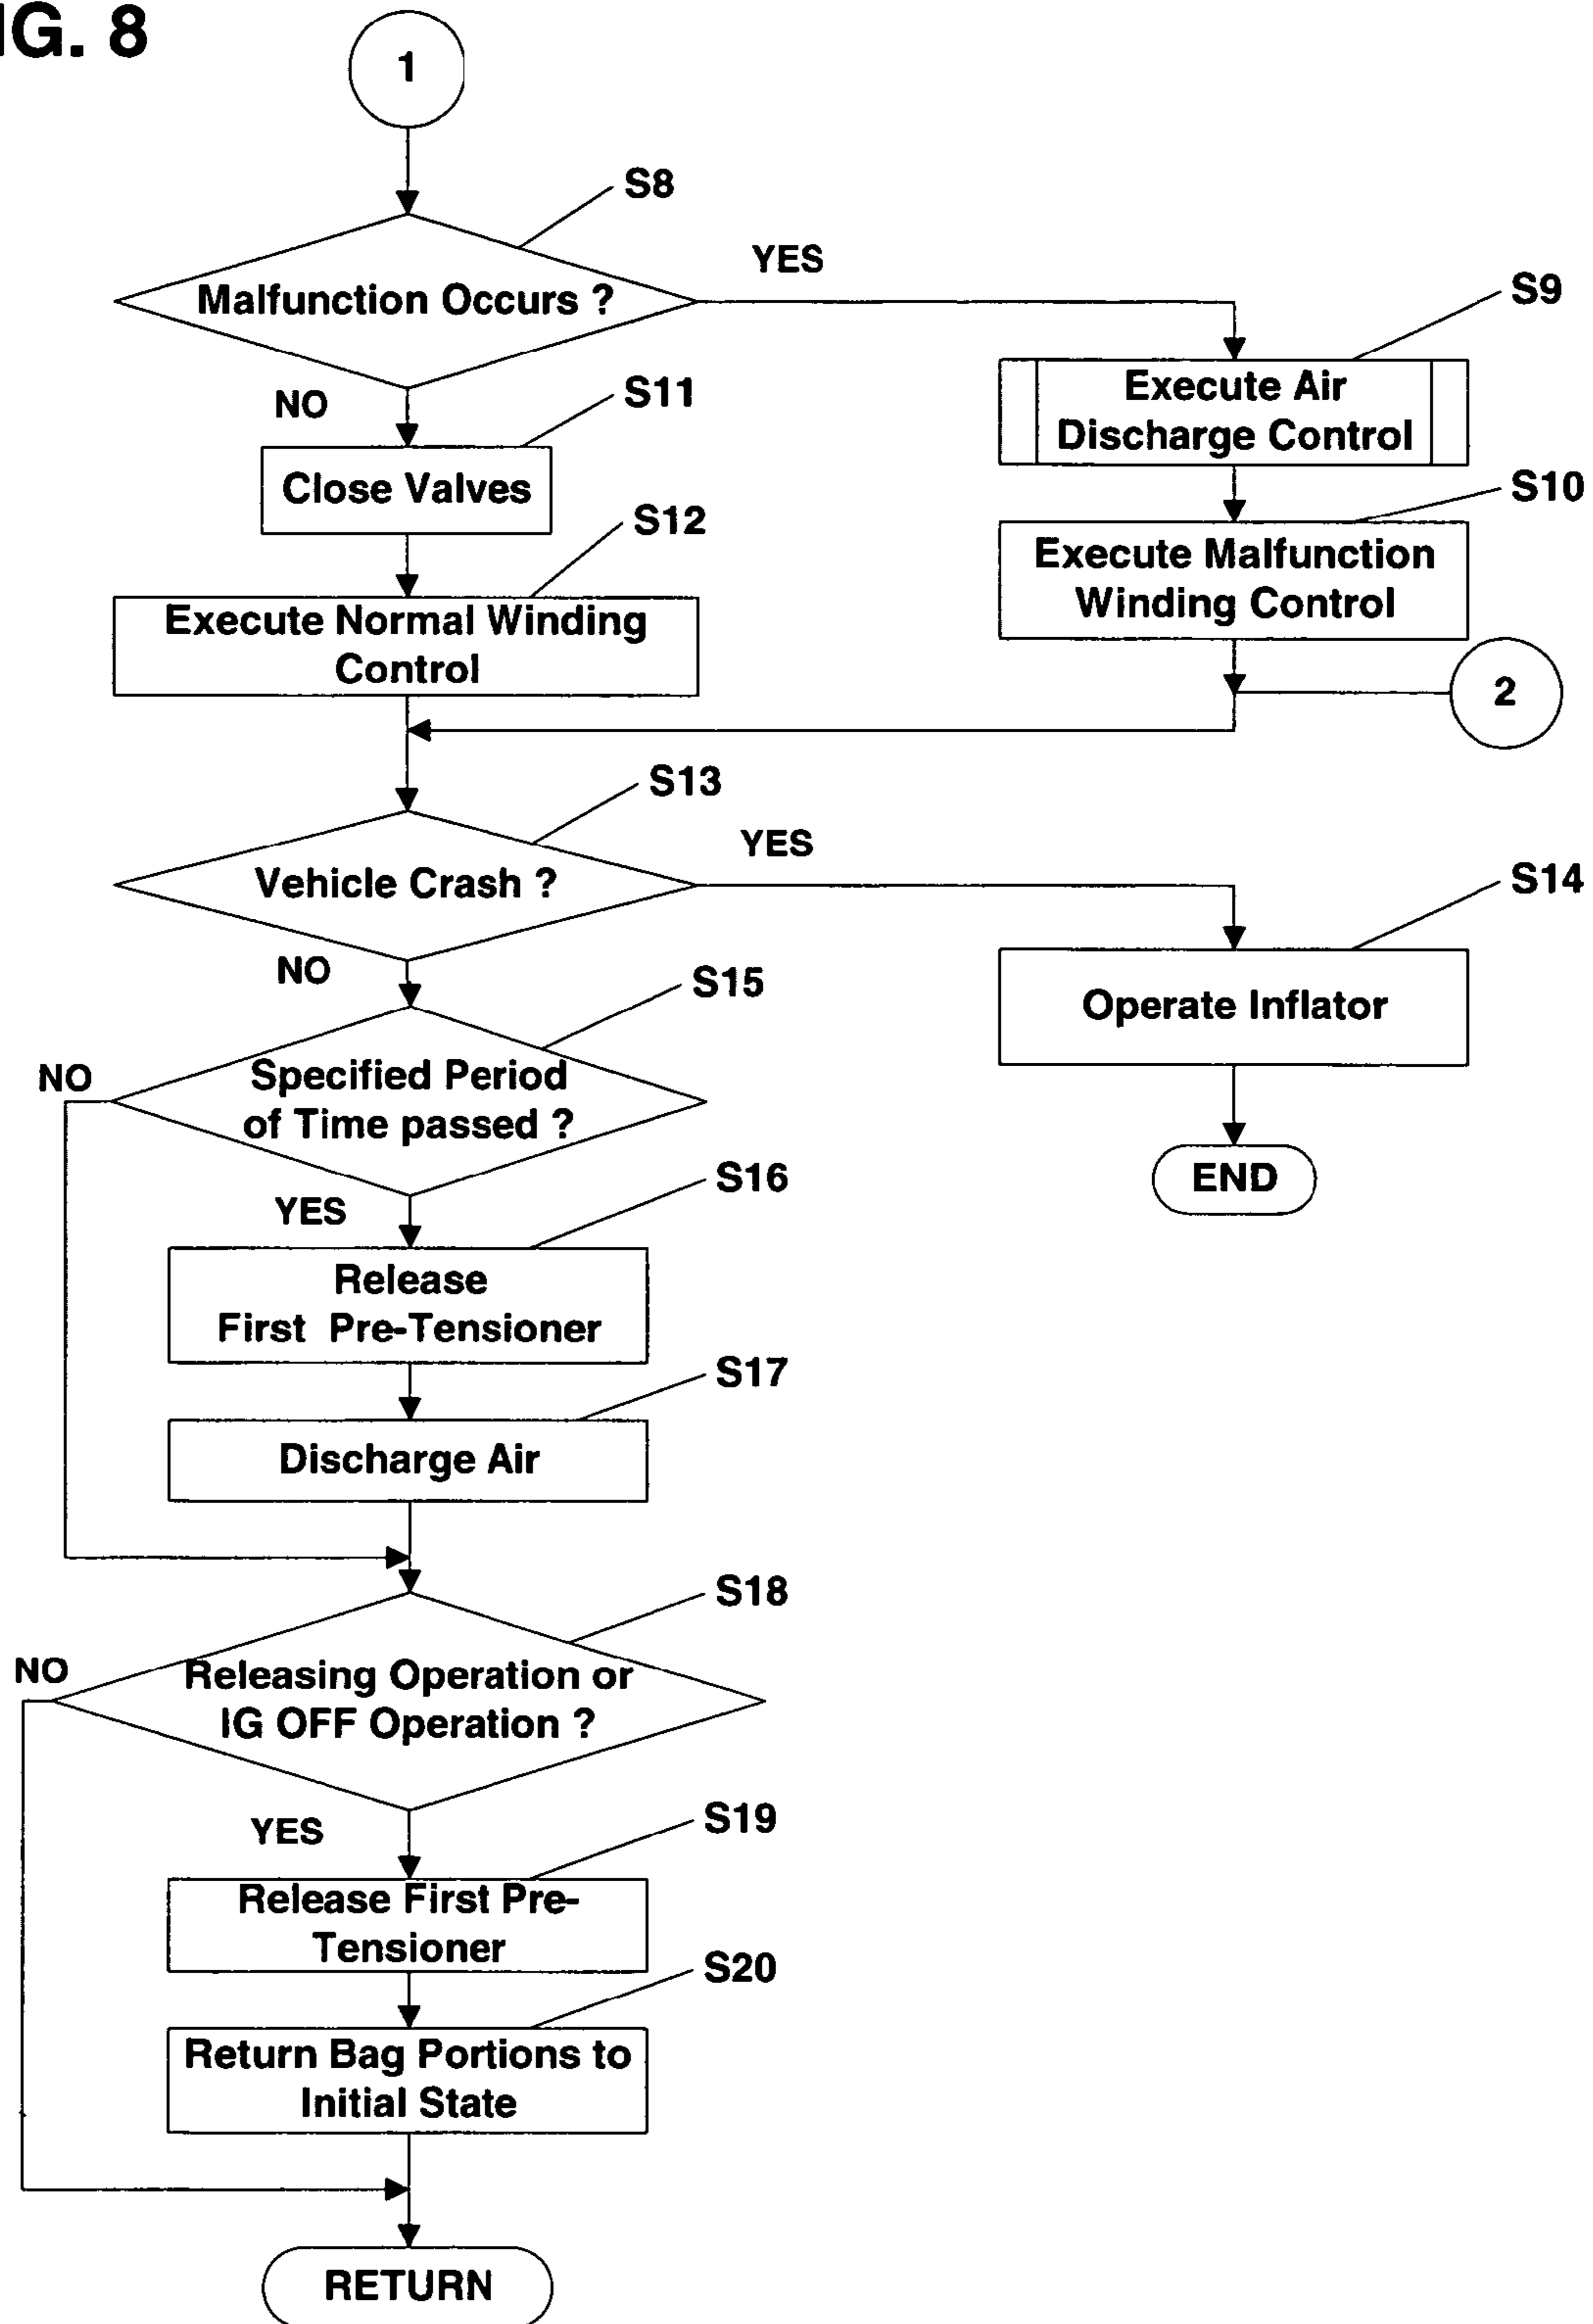 IG. 8
1
S8
Malfunction Occurs ?
YES
S9
Execute Air
Discharge Control
S10
Execute Malfunction
Winding Control
2
NO
S11
Close Valves
S12
Execute Normal Winding
Control
S13
Vehicle Crash ?
YES
S14
Operate Inflator
END
NO
S15
Specified Period
of Time passed ?
NO
YES
S16
Release
First Pre-Tensioner
S17
Discharge Air
S18
Releasing Operation or
IG OFF Operation ?
NO
YES
S19
Release First Pre-
Tensioner
S20
Return Bag Portions to
Initial State
RETURN